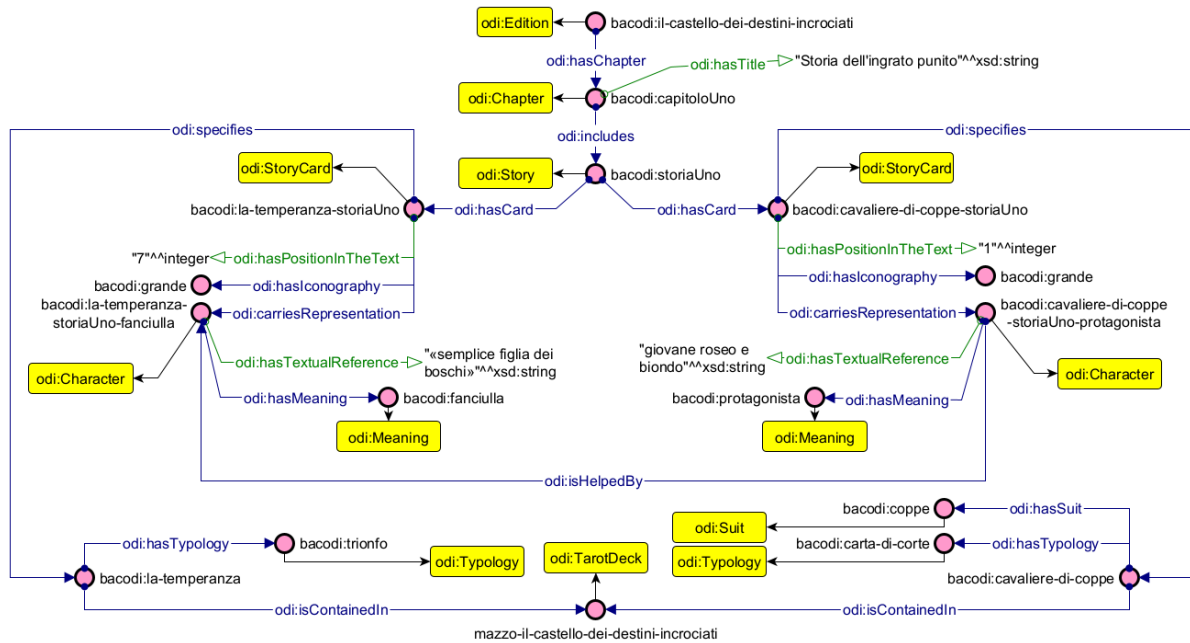 odi:Edition
bacodi:il-castello-dei-destini-incrociati
odi:hasChapter
odi:hasTitle
"Storia dell'ingrato punito"^^xsd:string
odi:Chapter
bacodi:capitoloUno
odi:specifies
odi:includes
odi:specifies
odi:StoryCard
odi:Story
bacodi:storiaUno
odi:StoryCard
bacodi:la-temperanza-storiaUno
odi:hasCard
odi:hasCard
bacodi:cavaliere-di-coppe-storiaUno
"7"^^integer
odi:hasPositionInTheText
odi:hasPositionInTheText
"1"^^integer
bacodi:grande
odi:hasIconography
odi:hasIconography
bacodi:grande
bacodi:la-temperanza-
storiaUno-fanciulla
odi:carriesRepresentation
odi:carriesRepresentation
bacodi:cavaliere-di-coppe
-storiaUno-protagonista
odi:Character
odi:hasTextualReference
"«semplice figlia dei
boschi»"^^xsd:string
"giovane roseo e
biondo"^^xsd:string
odi:hasTextualReference
odi:Character
odi:hasMeaning
bacodi:fanciulla
bacodi:protagonista
odi:hasMeaning
odi:Meaning
odi:Meaning
odi:isHelpedBy
bacodi:coppe
odi:hasSuit
odi:Suit
odi:hasTypology
bacodi:trionfo
odi:TarotDeck
bacodi:carta-di-corte
odi:hasTypology
odi:Typology
odi:Typology
bacodi:la-temperanza
bacodi:cavaliere-di-coppe
odi:isContainedIn
odi:isContainedIn
mazzo-il-castello-dei-destini-incrociati